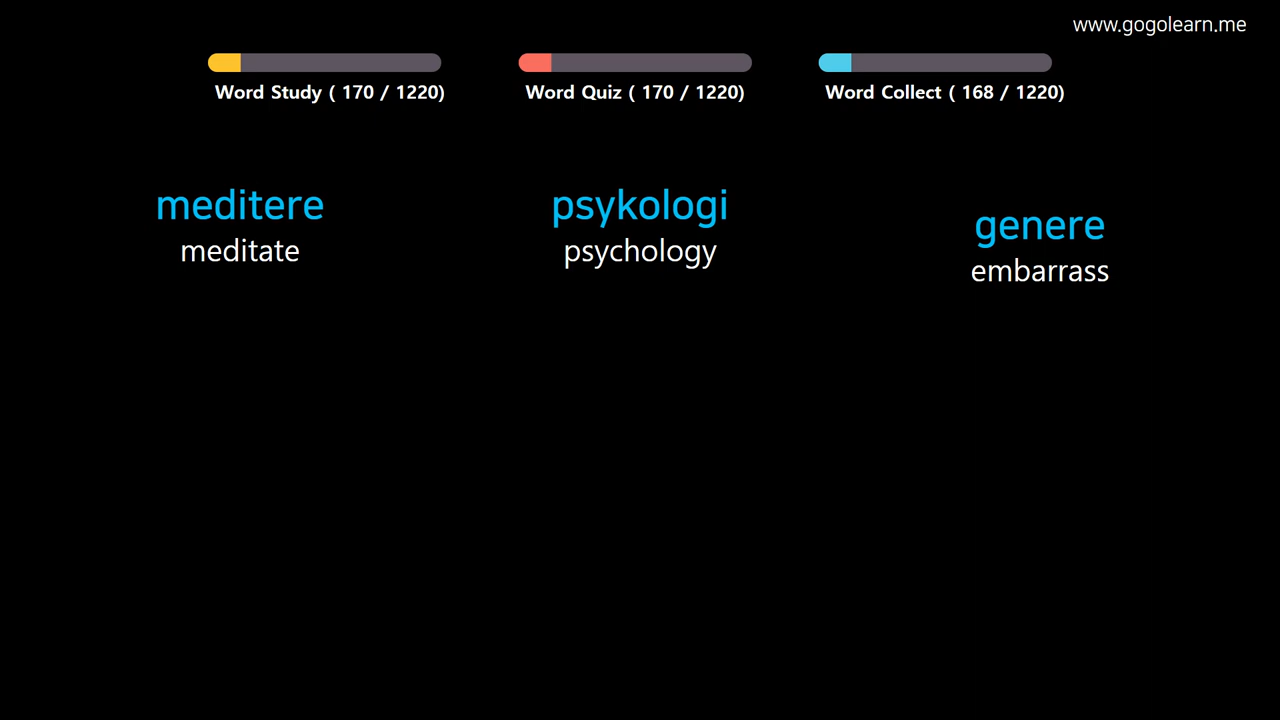 www.gogolearn.me
Word Study ( 170 / 1220)
Word Quiz ( 170 / 1220)
Word Collect ( 168 / 1220)
meditere
meditate
psykologi
psychology
genere
embarrass